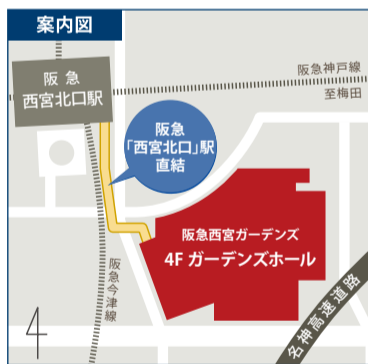 案内図
阪急
西宮北口駅
阪急神戸線
至梅田
阪急
「西宮北口」駅
直結
阪急西宮ガーデンズ
4F ガーデンズホール
阪急今津線
名神高速道路
4